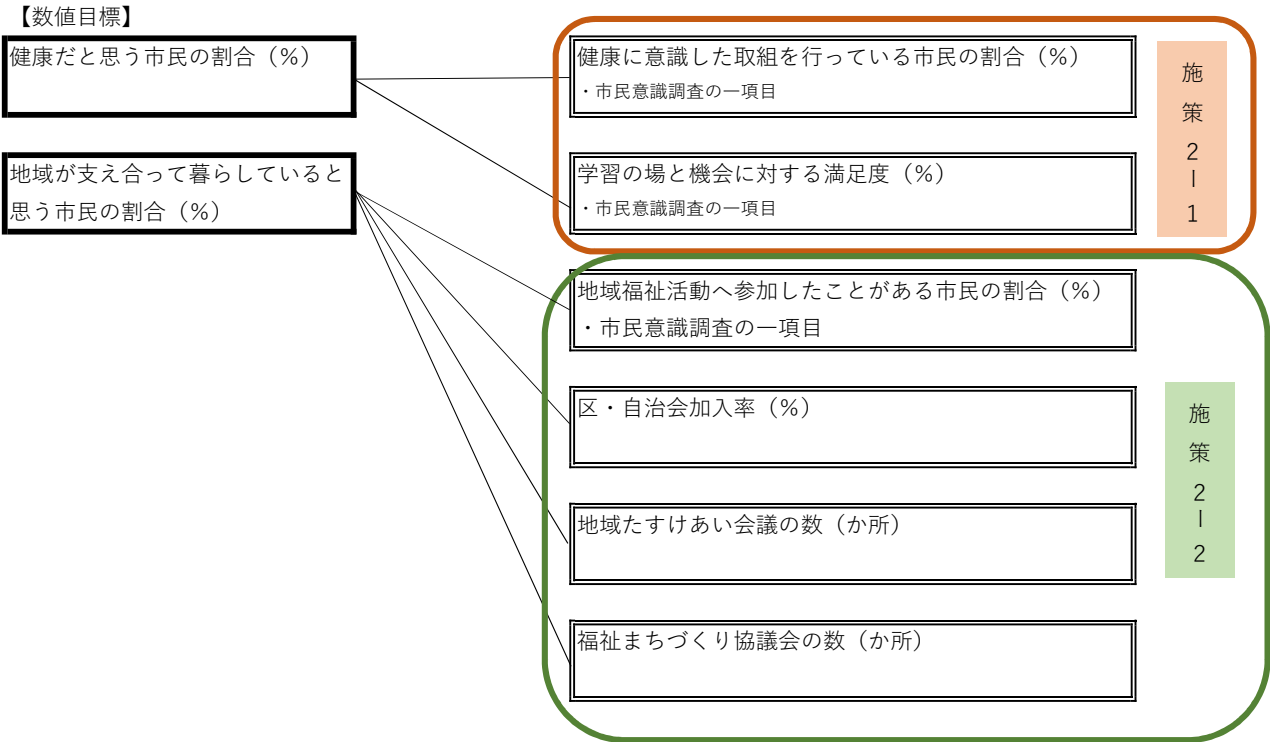 【数値目標】
健康だと思う市民の割合（%）
地域が支え合って暮らしていると
思う市民の割合（%）
健康に意識した取組を行っている市民の割合（%）
・市民意識調査の一項目
学習の場と機会に対する満足度（%）
・市民意識調査の一項目
施策２ー１
地域福祉活動へ参加したことがある市民の割合（%）
・市民意識調査の一項目
区・自治会加入率（%）
地域たすけあい会議の数（か所）
福祉まちづくり協議会の数（か所）
施策２ー２